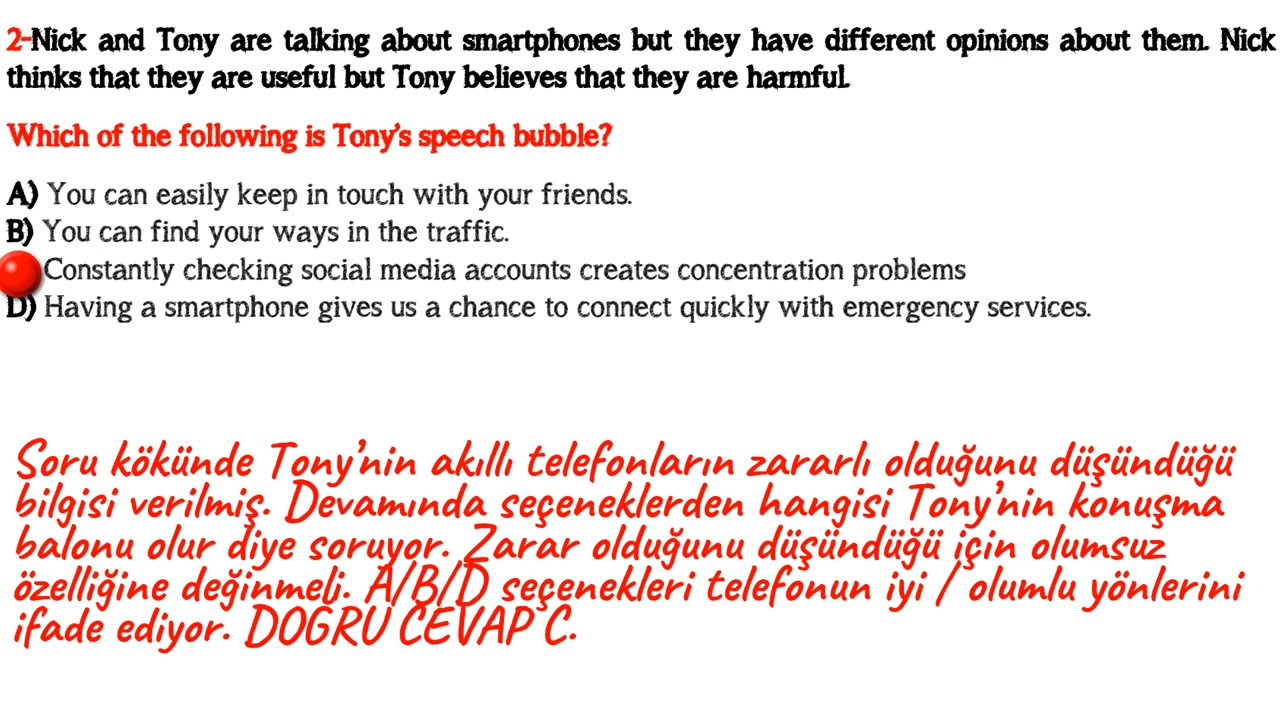 2-Nick and Tony are talking about smartphones but they have different opinions about them. Nick
thinks that they are useful but Tony believes that they are harmful.
Which of the following is Tony's speech bubble?
A) You can easily keep in touch with your friends.
B) You can find your ways in the traffic.
Constantly checking social media accounts creates concentration problems
D) Having a smartphone gives us a chance to connect quickly with emergency services.
Soru kökünde Tony'nin akıllı telefonların zararlı olduğunu düşündüğü
bilgisi verilmiş. Devamında seçeneklerden hangisi Tony'nin konuşma
balonu olur diye soruyor. Zarar olduğunu düşündüğü için olumsuz
özelliğine değinmeli. A/B/D seçenekleri telefonun iyi / olumlu yönlerini
ifade ediyor. DOĞRU CEVAP C.